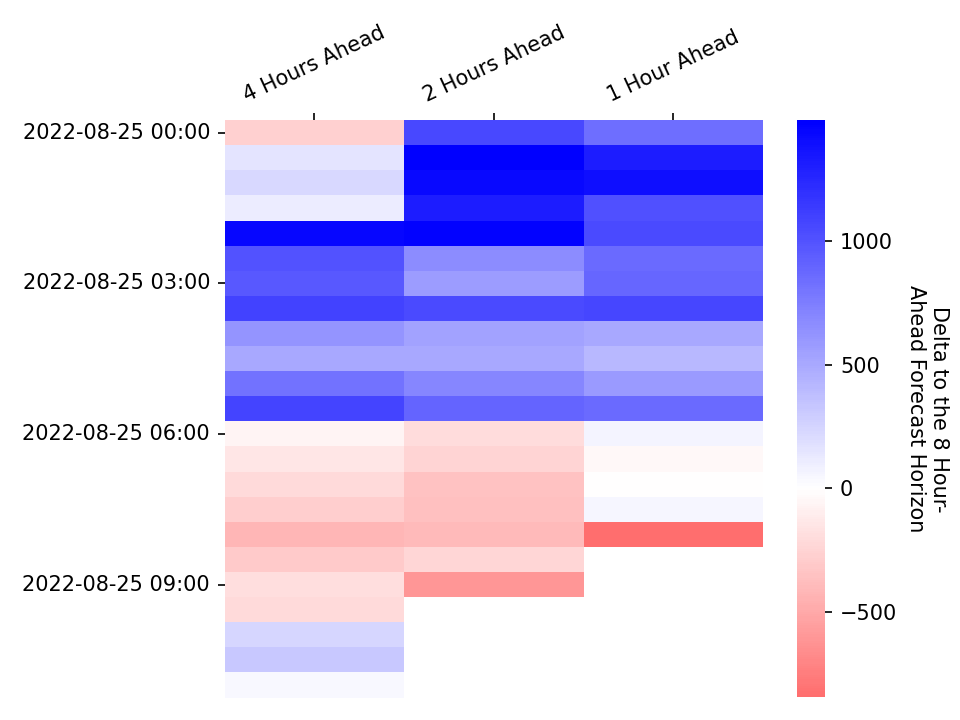 4 Hours Ahead
2 Hours Ahead
1 Hour Ahead
2022-08-25 00:00
2022-08-25 03:00
2022-08-25 06:00
2022-08-25 09:00
1000
500
0
−500
Delta to the 8 Hour-
Ahead Forecast Horizon